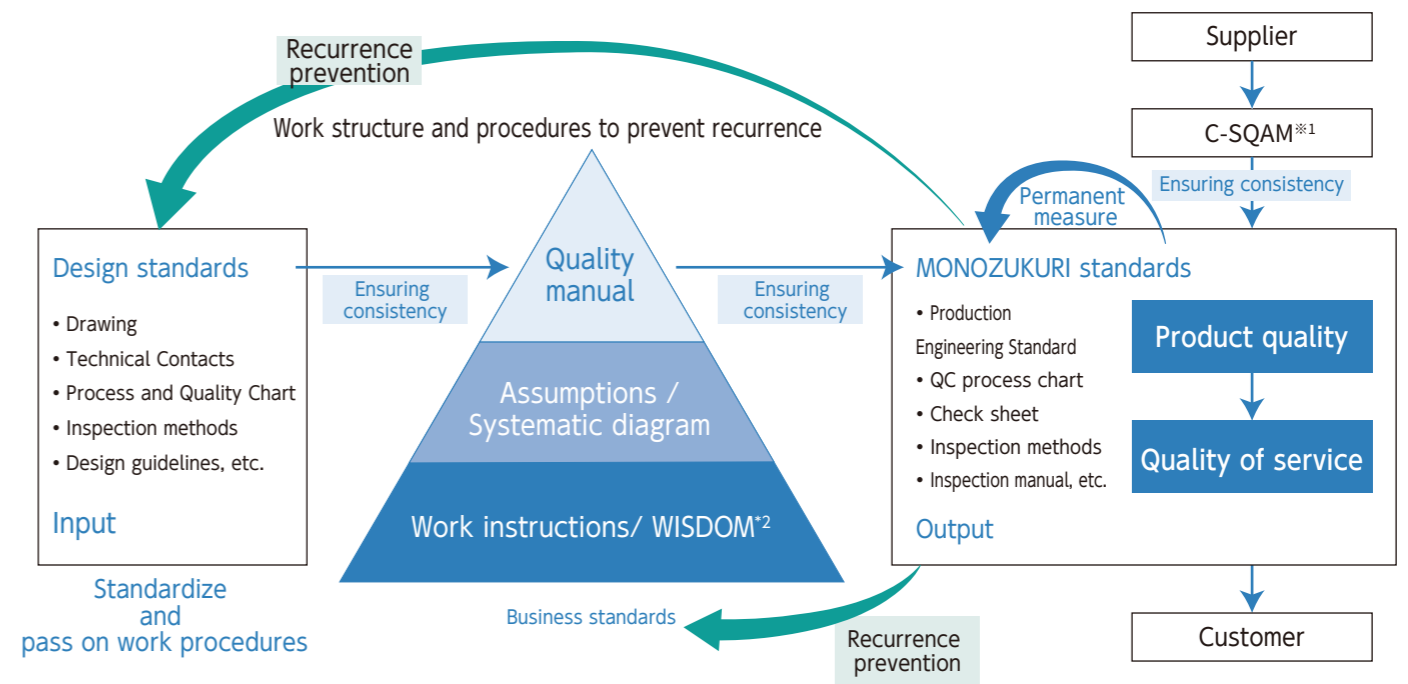 Recurrence
prevention
Work structure and procedures to prevent recurrence
Supplier
C-SQAM※1
Ensuring consistency
Permanent
measure
Design standards
• Drawing
• Technical Contacts
• Process and Quality Chart
• Inspection methods
• Design guidelines, etc.
Input
Standardize
and
pass on work procedures
Ensuring
consistency
Quality
manual
Assumptions /
Systematic diagram
Work instructions/ WISDOM*2
Business standards
Ensuring
consistency
MONOZUKURI standards
• Production
Engineering Standard
• QC process chart
• Check sheet
• Inspection methods
• Inspection manual, etc.
Output
Product quality
Quality of service
Recurrence
prevention
Customer